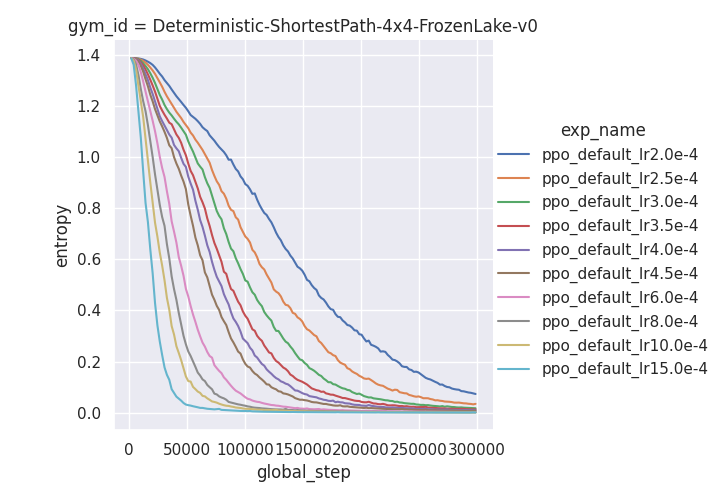 gym_id = Deterministic-ShortestPath-4x4-FrozenLake-v0
1.4
1.2
1.0
0.8
0.6
0.4
0.2
0.0
entropy
0 50000 100000 150000 200000 250000 300000
global_step
exp_name
ppo_default_lr2.0e-4
ppo_default_lr2.5e-4
ppo_default_lr3.0e-4
ppo_default_lr3.5e-4
ppo_default_lr4.0e-4
ppo_default_lr4.5e-4
ppo_default_lr6.0e-4
ppo_default_lr8.0e-4
ppo_default_lr10.0e-4
ppo_default_lr15.0e-4